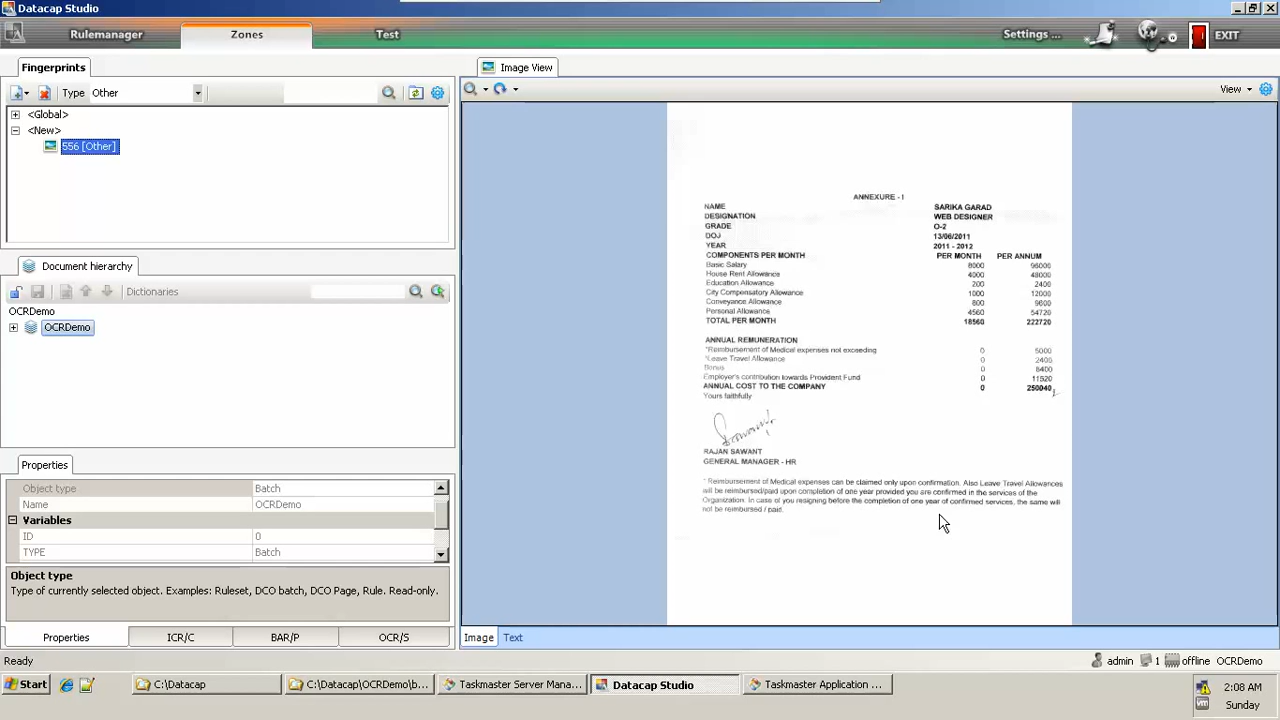 Datacap Studio
Rulemanager Zones Test Settings ... EXIT
Fingerprints
Type Other
<Global>
<New>
556 [Other]
Document hierarchy
Dictionaries
OCRDemo
OCRDemo
Properties
Object type Batch
Name OCRDemo
Variables
ID 0
TYPE Batch
Object type
Type of currently selected object. Examples: Ruleset, DCO batch, DCO Page, Rule. Read-only.
Properties ICR/C BAR/P OCR/S
Image View
View
ANNEXURE - I
NAME SARIKA GARAD
DESIGNATION WEB DESIGNER
GRADE O-2
DOJ 13/06/2011
YEAR 2011 - 2012
COMPONENTS PER MONTH PER MONTH PER ANNUM
Basic Salary 8000 96000
House Rent Allowance 4000 48000
Education Allowance 200 2400
City Compensatory Allowance 1000 12000
Conveyance Allowance 800 9600
Personal Allowance 4560 54720
TOTAL PER MONTH 18560 222720
ANNUAL REMUNERATION
*Reimbursement of Medical expenses not exceeding 0 5000
*Leave Travel Allowance 0 2400
Bonus 0 8400
Employer's contribution towards Provident Fund 0 11520
ANNUAL COST TO THE COMPANY 0 250040
Yours faithfully
RAJAN SAWANT
GENERAL MANAGER - HR
* Reimbursement of Medical expenses can be claimed only upon confirmation. Also Leave Travel Allowances
will be reimbursed/paid upon completion of one year provided you are confirmed in the services of the
Organization. In case of you resigning before the completion of one year of confirmed services, the same will
not be reimbursed / paid.
Image Text
Ready admin 1 offline OCRDemo
Start C:\Datacap C:\Datacap\OCRDemo\b... Taskmaster Server Mana... Datacap Studio Taskmaster Application ... 2:08 AM
Sunday